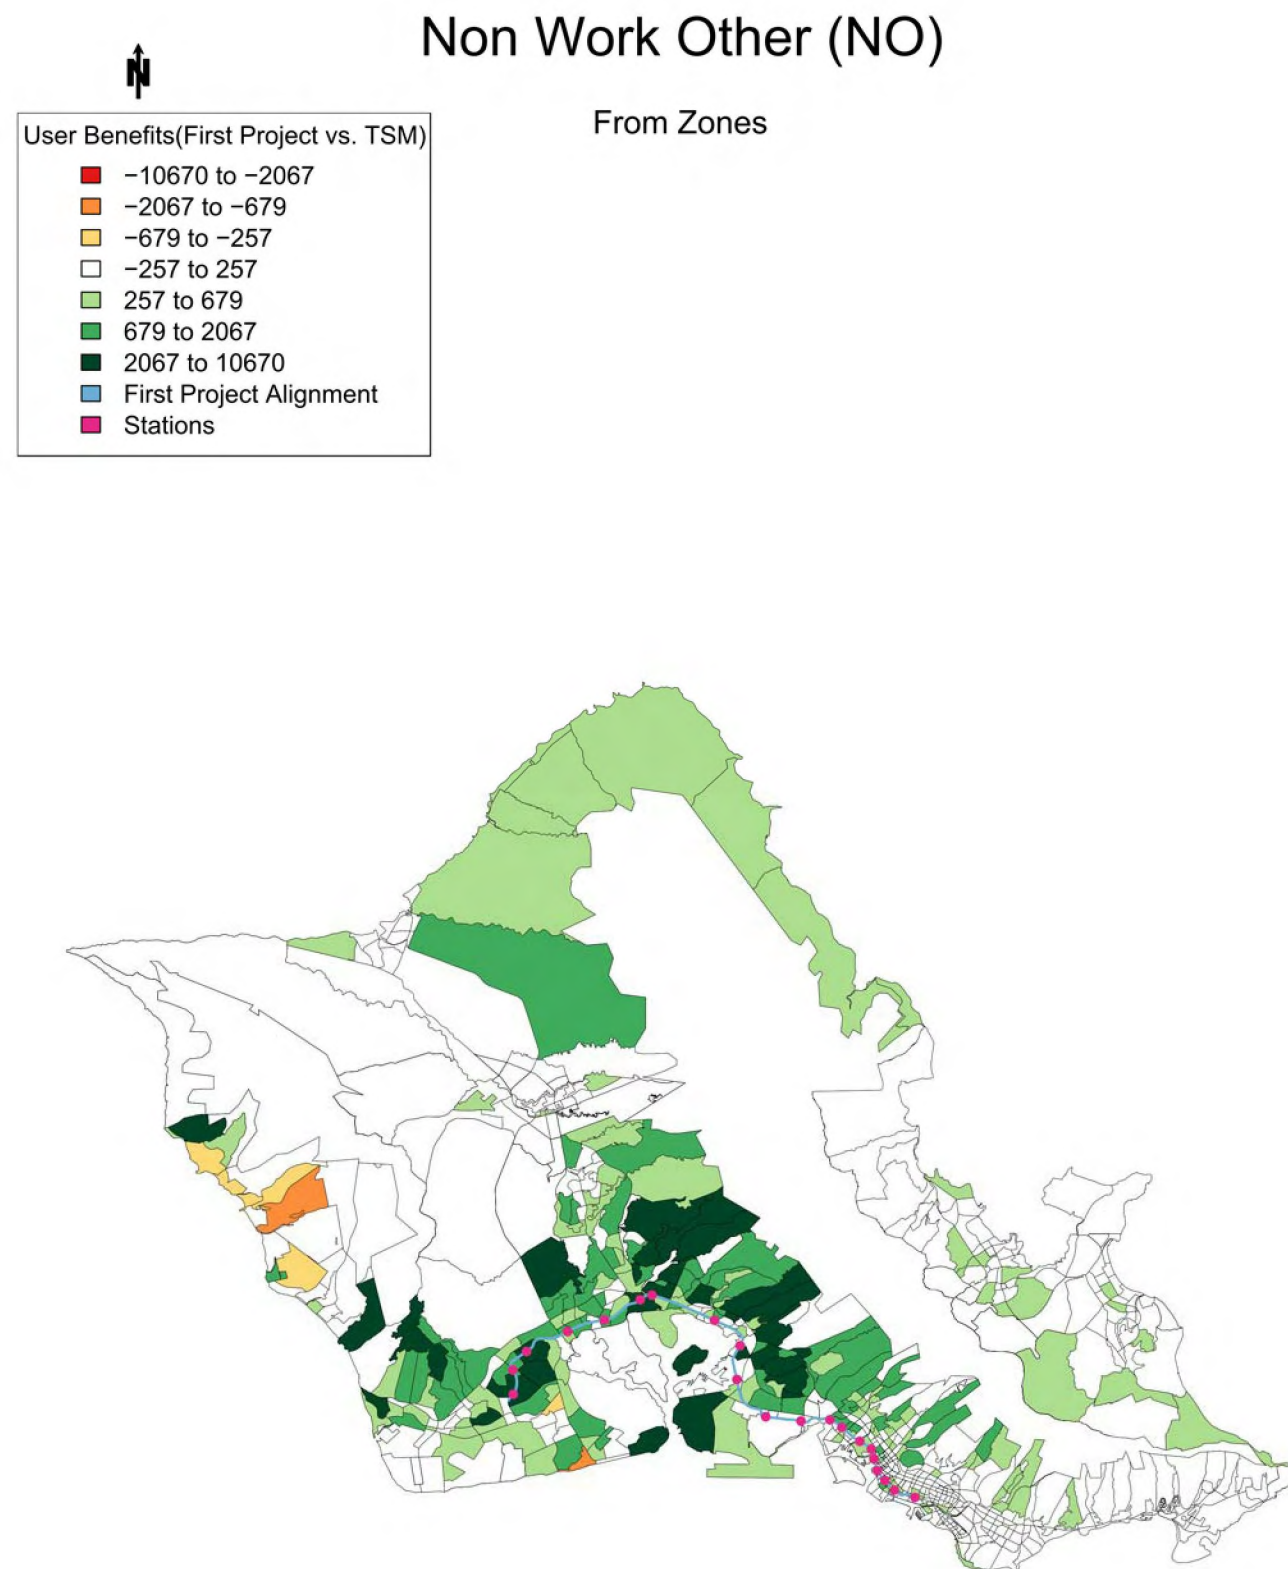 Non Work Other (NO)
N
From Zones
User Benefits(First Project vs. TSM)
−10670 to −2067
−2067 to −679
−679 to −257
−257 to 257
257 to 679
679 to 2067
2067 to 10670
First Project Alignment
Stations